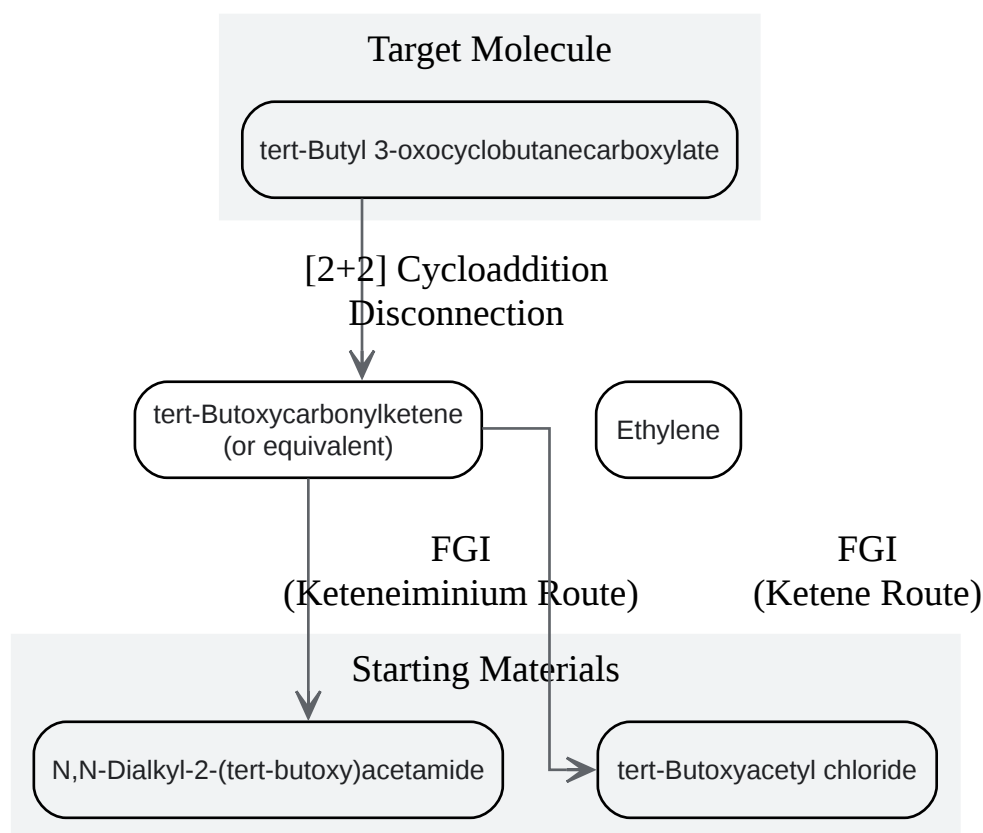 Target Molecule
tert-Butyl 3-oxocyclobutanecarboxylate
[2+2] Cycloaddition
Disconnection
tert-Butoxycarbonylketene
(or equivalent)
Ethylene
FGI
(Keteneiminium Route)
FGI
(Ketene Route)
Starting Materials
N,N-Dialkyl-2-(tert-butoxy)acetamide
tert-Butoxyacetyl chloride